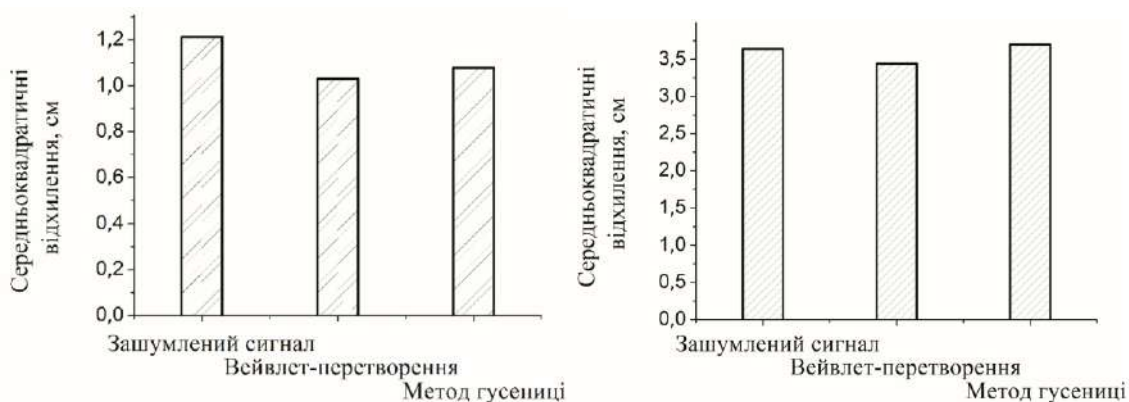 Середньоквадратичні
відхилення, см
1,2
1,0
0,8
0,6
0,4
0,2
0,0
Зашумлений сигнал
Вейвлет-перетворення
Метод гусениці
Середньоквадратичні
відхилення, см
3,5
3,0
2,5
2,0
1,5
1,0
0,5
0,0
Зашумлений сигнал
Вейвлет-перетворення
Метод гусениці